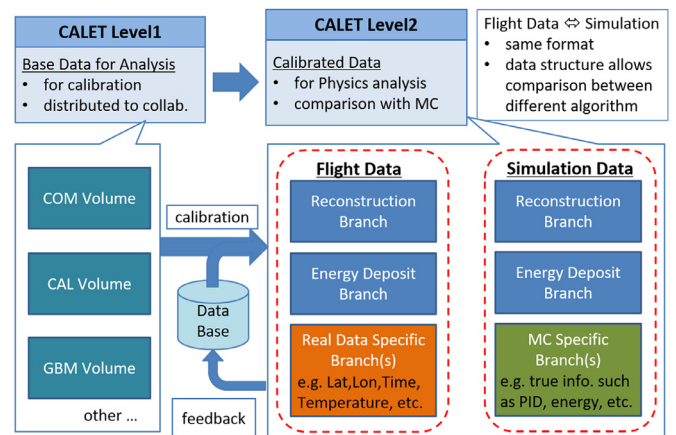 CALET Level1
Base Data for Analysis
• for calibration
• distributed to collab.
CALET Level2
Calibrated Data
• for Physics analysis
• comparison with MC
Flight Data ⇔ Simulation
• same format
• data structure allows
comparison between
different algorithm
COM Volume
CAL Volume
GBM Volume
other ...
calibration
Data
Base
feedback
Flight Data
Reconstruction
Branch
Energy Deposit
Branch
Real Data Specific
Branch(s)
e.g. Lat,Lon,Time,
Temperature, etc.
Simulation Data
Reconstruction
Branch
Energy Deposit
Branch
MC Specific
Branch(s)
e.g. true info. such
as PID, energy, etc.